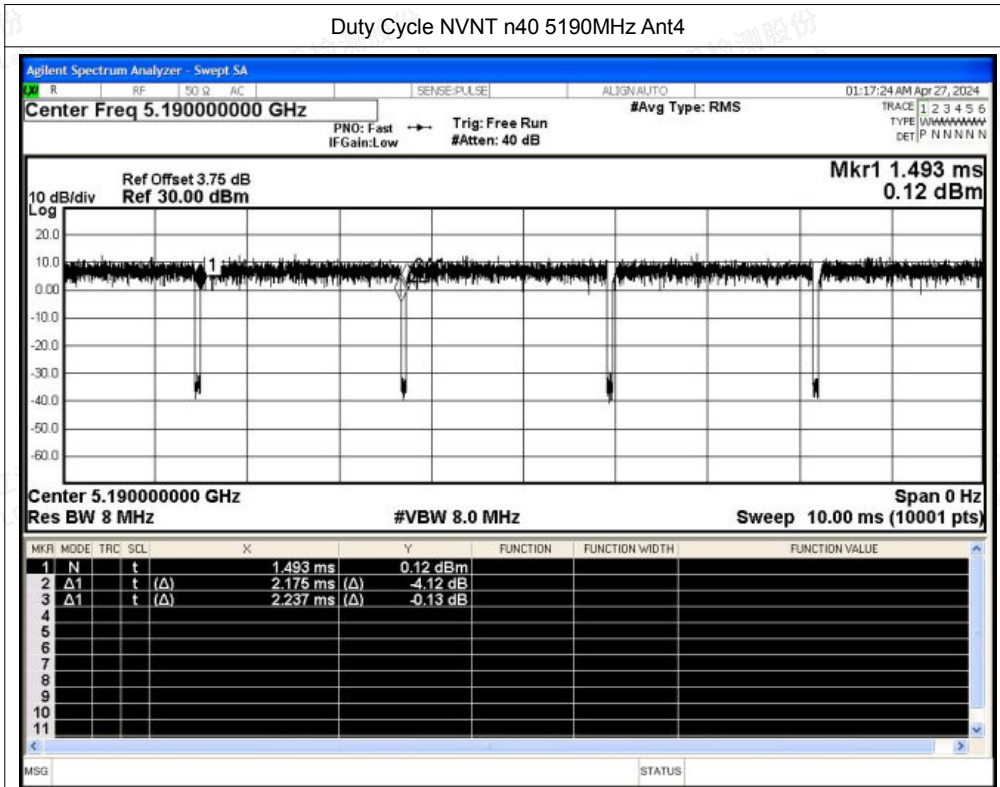 Duty Cycle NVNT n40 5190MHz Ant4
Agilent Spectrum Analyzer - Swept SA
R RF 50 Ω AC SENSE:PULSE ALIGN AUTO 01:17:24 AM Apr 27, 2024
Center Freq 5.190000000 GHz #Avg Type: RMS TRACE 1 2 3 4 5 6
PNO: Fast Trig: Free Run TYPE WWWWWW
IFGain:Low #Atten: 40 dB DET P N N N N N
Mkr1 1.493 ms
Ref Offset 3.75 dB
10 dB/div Ref 30.00 dBm 0.12 dBm
Log
20.0
10.0
1
0.00
-10.0
-20.0
-30.0
-40.0
-50.0
-60.0
Center 5.190000000 GHz Span 0 Hz
Res BW 8 MHz #VBW 8.0 MHz Sweep 10.00 ms (10001 pts)
MKR MODE TRC SCL X Y FUNCTION FUNCTION WIDTH FUNCTION VALUE
1 N t 1.493 ms 0.12 dBm
2 Δ1 t (Δ) 2.175 ms (Δ) -4.12 dB
3 Δ1 t (Δ) 2.237 ms (Δ) -0.13 dB
4
5
6
7
8
9
10
11
MSG STATUS